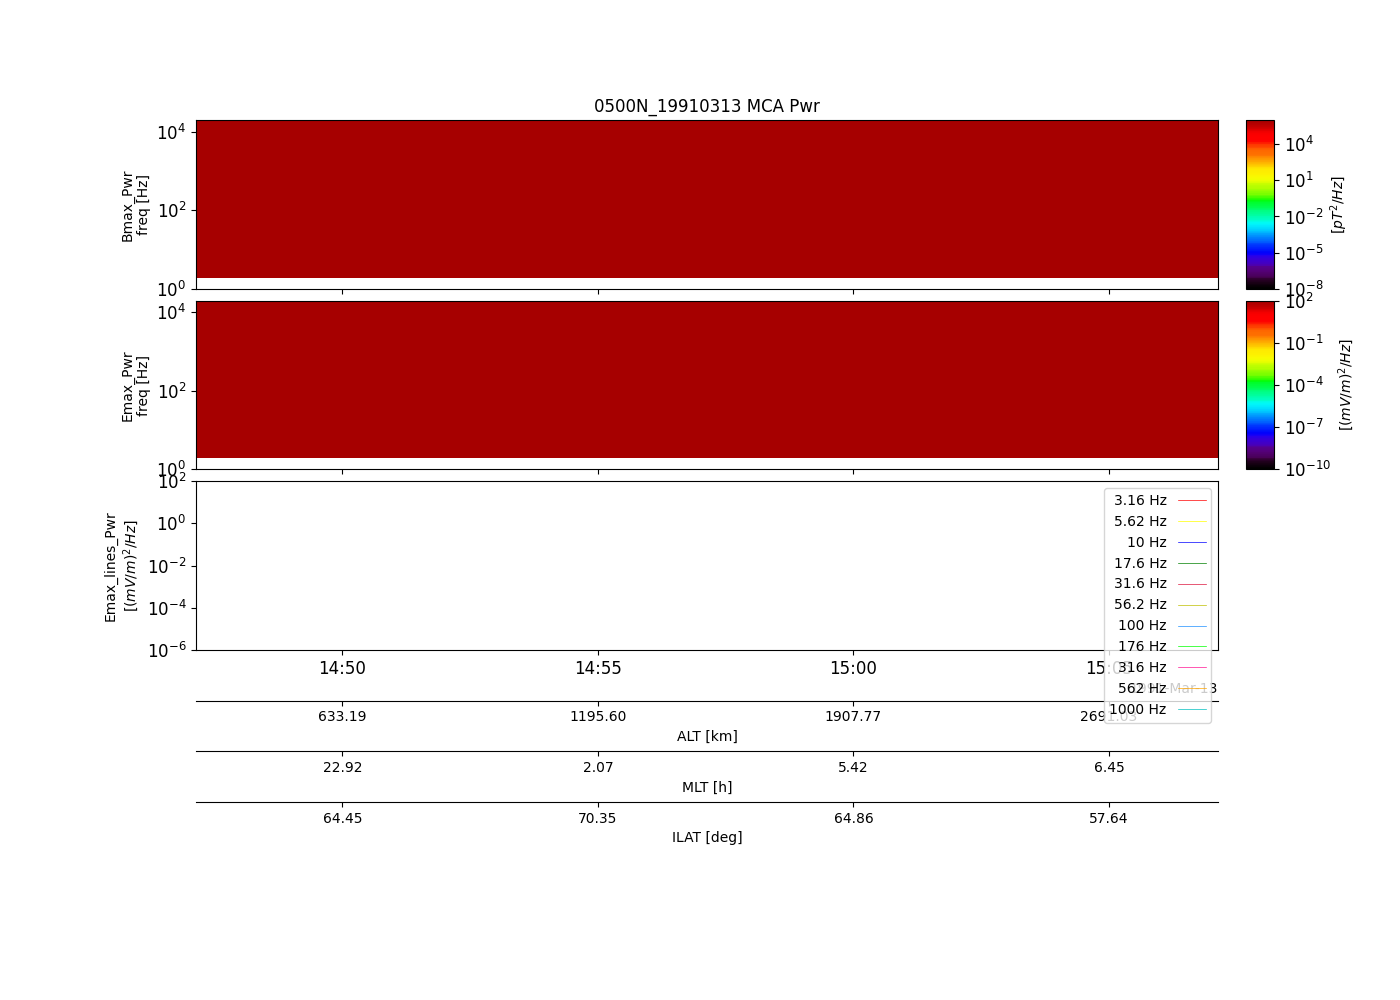 0500N_19910313 MCA Pwr
Bmax_Pwr
freq [Hz]
10^4
10^2
10^0
10^4
10^1
10^-2
10^-5
10^-8
[pT^2/Hz]
Emax_Pwr
freq [Hz]
10^4
10^2
10^0
10^2
10^-1
10^-4
10^-7
10^-10
[(mV/m)^2/Hz]
Emax_lines_Pwr
[(mV/m)^2/Hz]
10^2
10^0
10^-2
10^-4
10^-6
3.16 Hz
5.62 Hz
10 Hz
17.6 Hz
31.6 Hz
56.2 Hz
100 Hz
176 Hz
316 Hz
562 Hz
1000 Hz
14:50 14:55 15:00 15:05
633.19 1195.60 1907.77 2691.03
ALT [km]
22.92 2.07 5.42 6.45
MLT [h]
64.45 70.35 64.86 57.64
ILAT [deg]